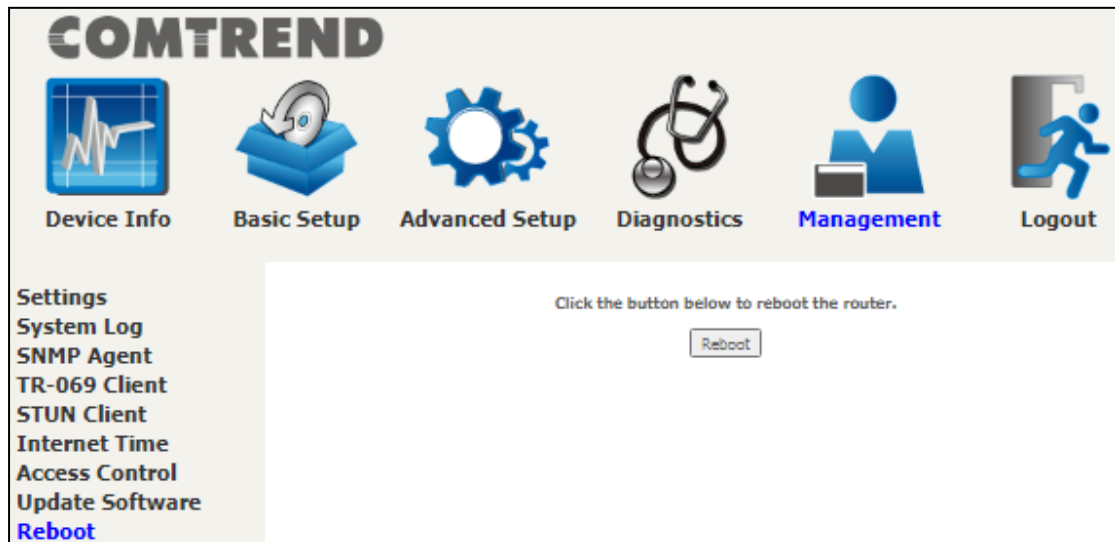 COMTREND
Device Info
Basic Setup
Advanced Setup
Diagnostics
Management
Logout
Settings
System Log
SNMP Agent
TR-069 Client
STUN Client
Internet Time
Access Control
Update Software
Reboot
Click the button below to reboot the router.
Reboot